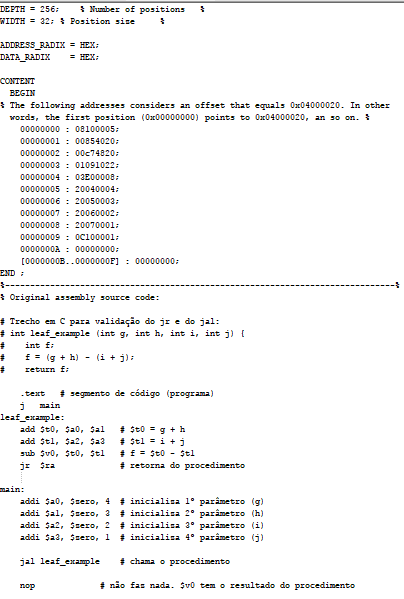 DEPTH = 256;    % Number of positions   %
WIDTH = 32; % Position size     %
ADDRESS_RADIX = HEX;
DATA_RADIX    = HEX;
CONTENT
BEGIN
% The following addresses considers an offset that equals 0x04000020. In other
words, the first position (0x00000000) points to 0x04000020, an so on. %
00000000 : 08100005;
00000001 : 00854020;
00000002 : 00c74820;
00000003 : 01091022;
00000004 : 03E00008;
00000005 : 20040004;
00000006 : 20050003;
00000007 : 20060002;
00000008 : 20070001;
00000009 : 0C100001;
0000000A : 00000000;
[0000000B..0000000F] : 00000000;
END ;
%------------------------------------------------------------------------------%
% Original assembly source code:
# Trecho em C para validação do jr e do jal:
# int leaf_example (int g, int h, int i, int j) {
#    int f;
#    f = (g + h) - (i + j);
#    return f;
.text   # segmento de código (programa)
j   main
leaf_example:
add $t0, $a0, $a1   # $t0 = g + h
add $t1, $a2, $a3   # $t1 = i + j
sub $v0, $t0, $t1   # f = $t0 - $t1
jr  $ra             # retorna do procedimento
main:
addi $a0, $zero, 4  # inicializa 1º parâmetro (g)
addi $a1, $zero, 3  # inicializa 2º parâmetro (h)
addi $a2, $zero, 2  # inicializa 3º parâmetro (i)
addi $a3, $zero, 1  # inicializa 4º parâmetro (j)
jal leaf_example    # chama o procedimento
nop             # não faz nada. $v0 tem o resultado do procedimento